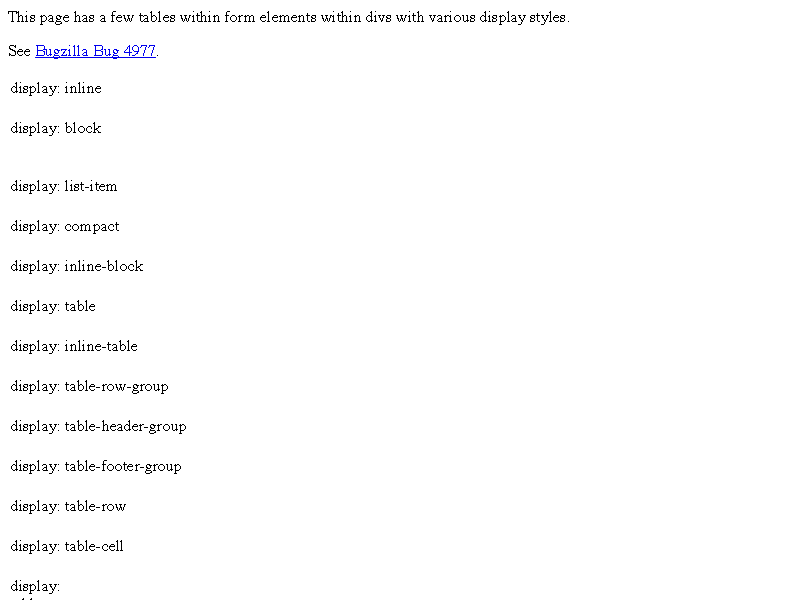 This page has a few tables within form elements within divs with various display styles.
See Bugzilla Bug 4977.
display: inline
display: block
display: list-item
display: compact
display: inline-block
display: table
display: inline-table
display: table-row-group
display: table-header-group
display: table-footer-group
display: table-row
display: table-cell
display: